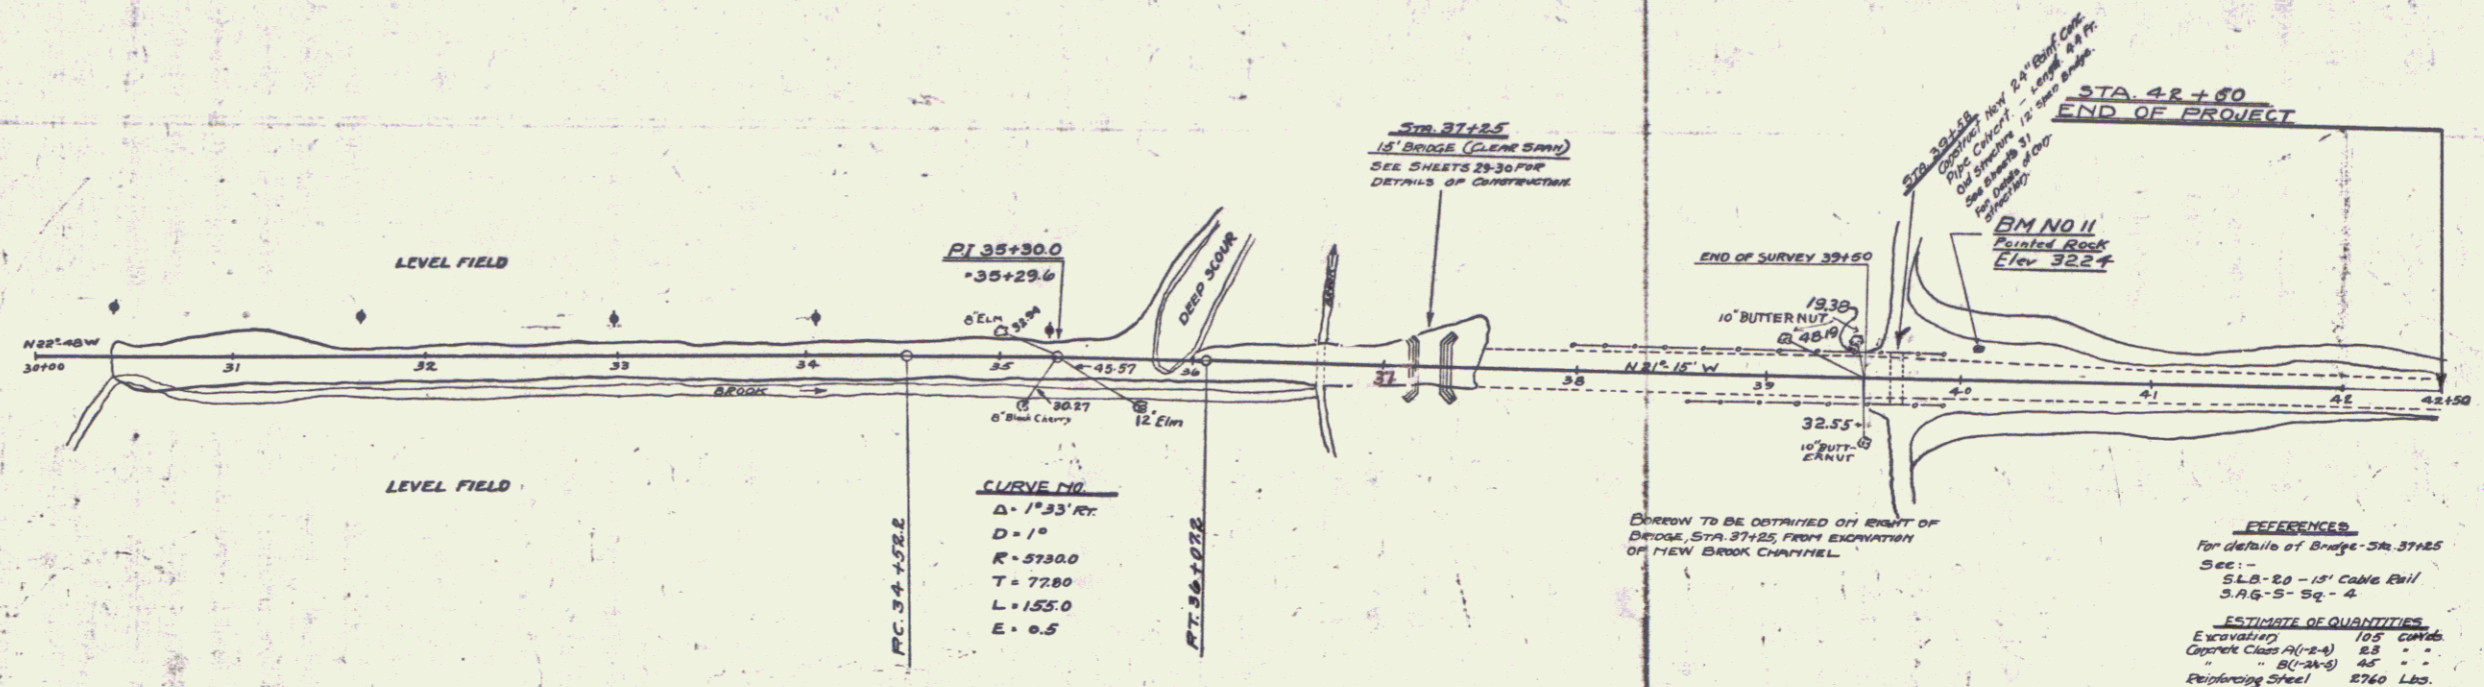 STA. 42+50
END OF PROJECT
STA. 39+58
Construct New 24" Reinf. Conc.
Pipe Culvert. - Length 44 Ft.
Old Structure 12' Span Bridge.
See Sheets 31
For Details of Con-
struction.
STA. 37+25
15' BRIDGE (CLEAR SPAN)
SEE SHEETS 29-30 FOR
DETAILS OF CONSTRUCTION.
BM NO 11
Painted Rock
Elev 322.4
LEVEL FIELD
P.I 35+30.0
=35+29.6
DEEP SCOUR
END OF SURVEY 39+50
8" ELM
32.94
19.38
10" BUTTERNUT
48.19
N22°-48W
30+00
31
32
33
34
35
45.57
36
37
38
N 21°-15' W
39
40
41
42
42+50
BROOK
30.27
8" Black Cherry
12" Elm
32.55
10" BUTT-
ERNUT
LEVEL FIELD
CURVE NO.
Δ = 1°33' RT.
D = 1°
R = 5730.0
T = 77.80
L = 155.0
E = 0.5
P.C. 34+52.2
P.T. 36+07.2
BORROW TO BE OBTAINED ON RIGHT OF
BRIDGE, STA. 37+25, FROM EXCAVATION
OF NEW BROOK CHANNEL
REFERENCES
For details of Bridge-Sta. 37+25
See:-
S.L.B.-20-15' Cable Rail
S.A.G-S-Sq-4
ESTIMATE OF QUANTITIES
Excavation 105 cu.yds.
Concrete Class A(1-2-4) 23 " "
" " B(1-2½-5) 45 " "
Reinforcing Steel 2760 Lbs.